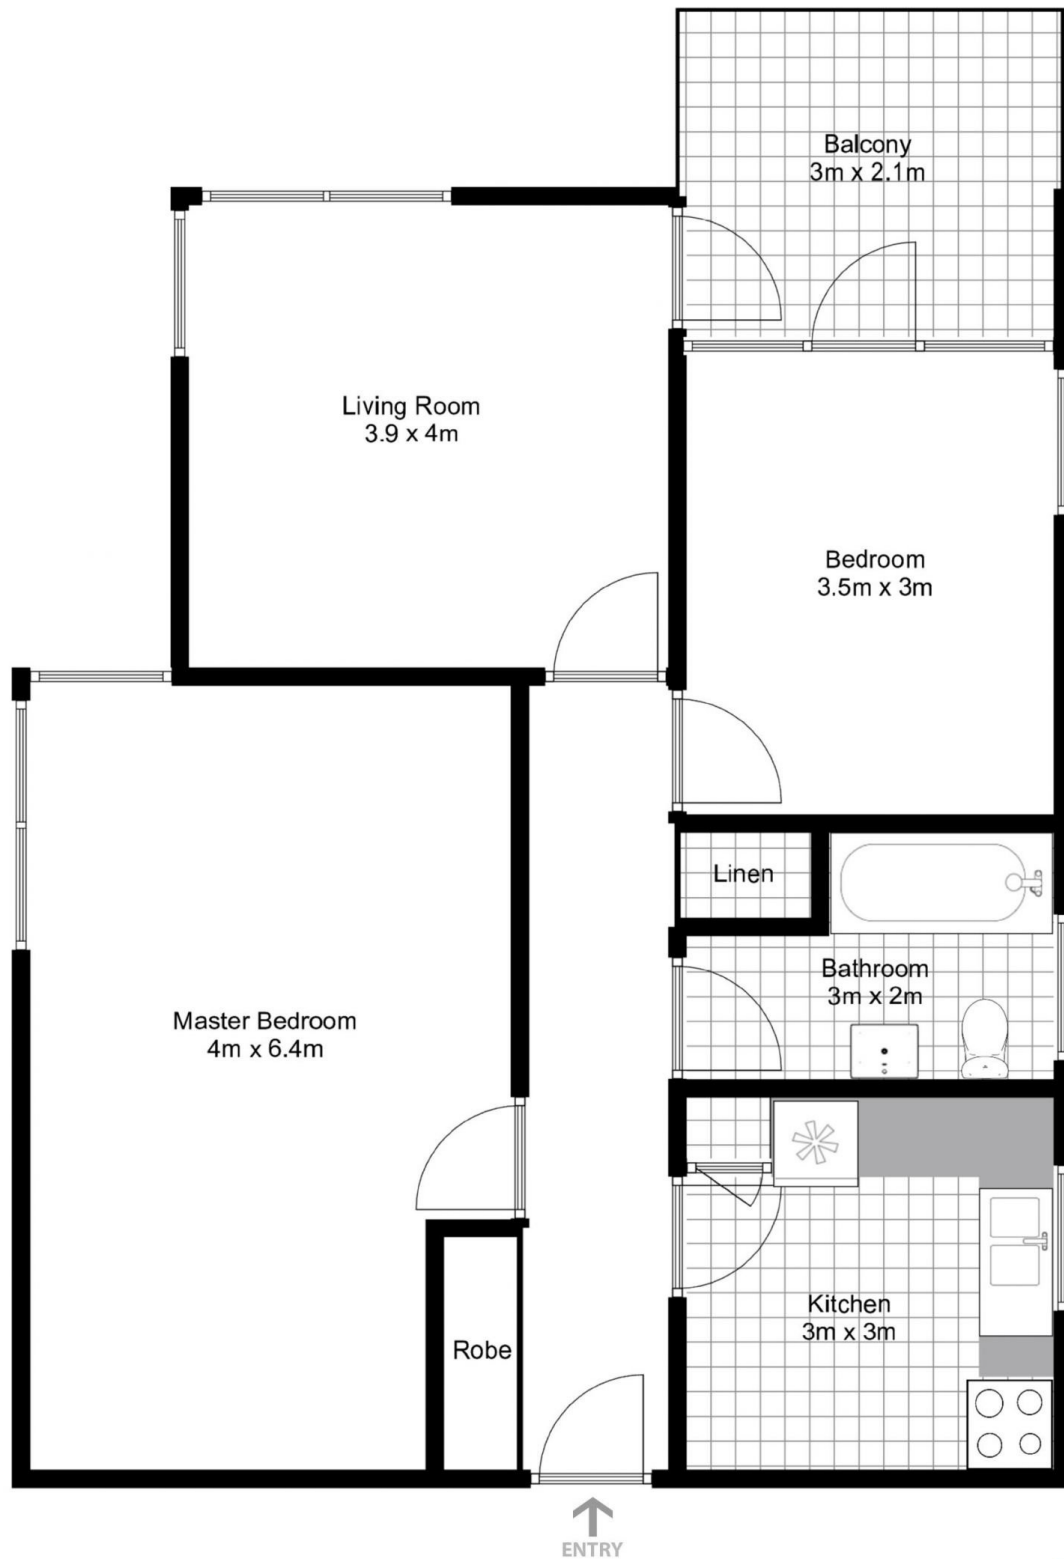 Balcony
3m x 2.1m
Living Room
3.9 x 4m
Bedroom
3.5m x 3m
Linen
Bathroom
3m x 2m
Master Bedroom
4m x 6.4m
Kitchen
3m x 3m
Robe
ENTRY